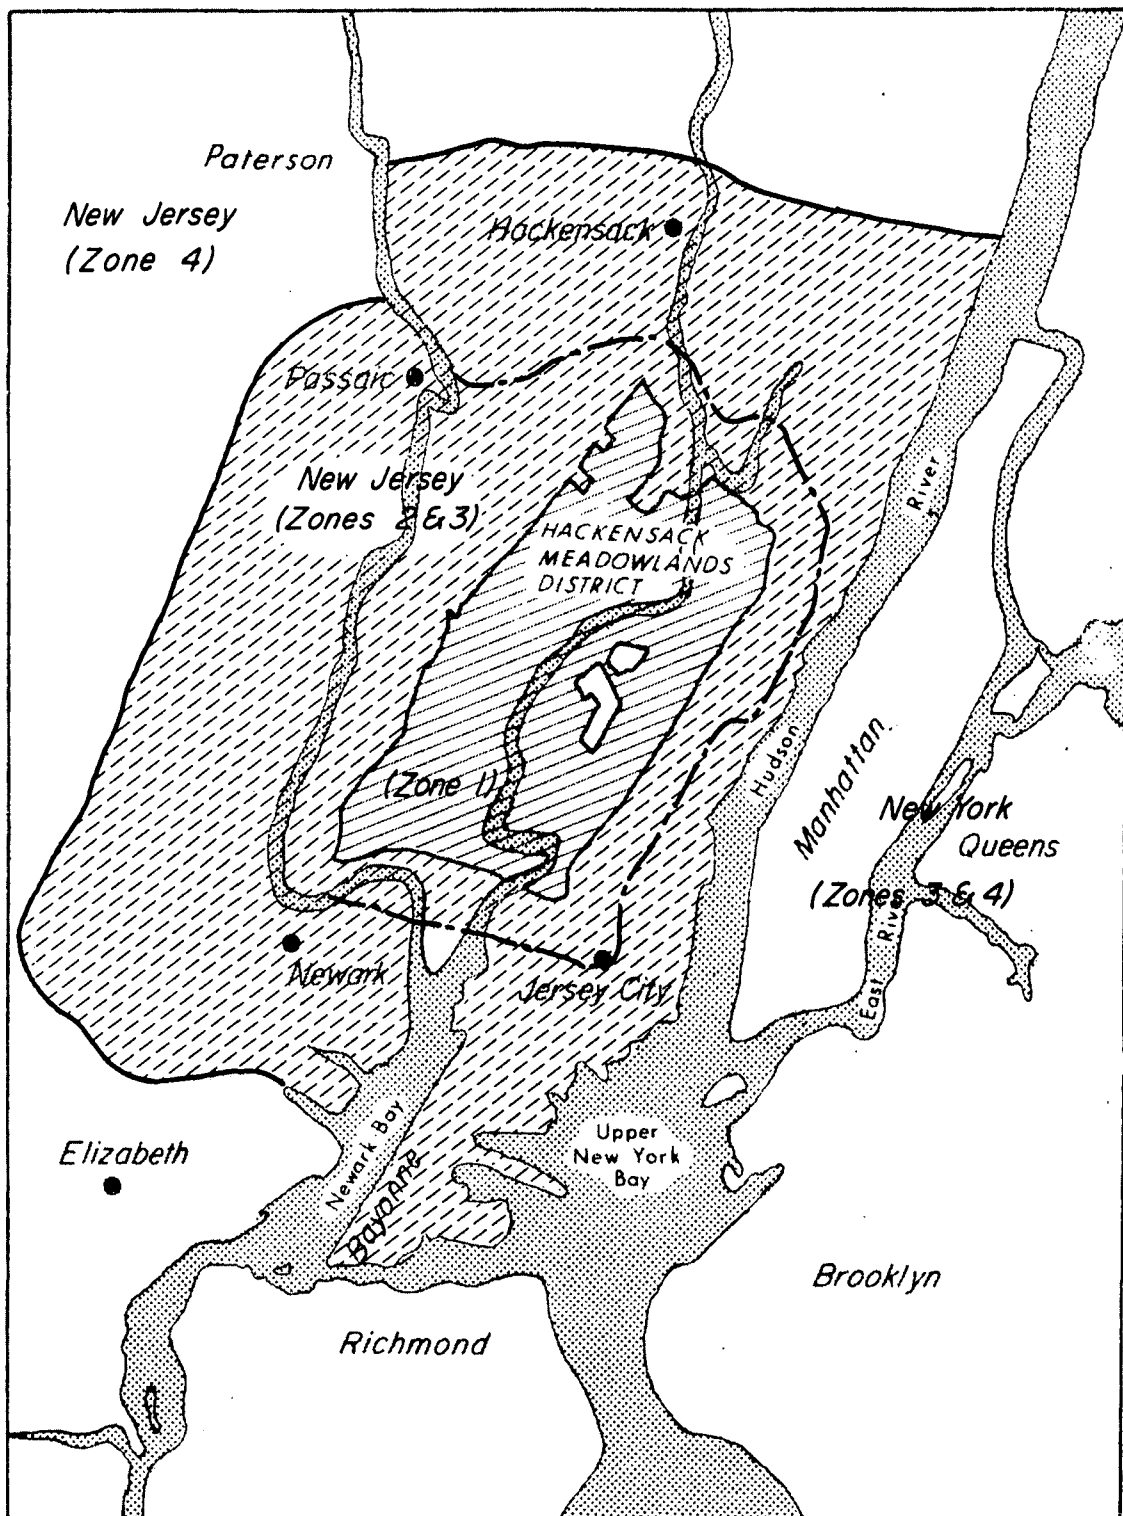 Paterson
New Jersey
(Zone 4)
Hackensack
Passaic
New Jersey
(Zones 2 & 3)
HACKENSACK
MEADOWLANDS
DISTRICT
River
Hudson
Manhattan
(Zone 1)
New York
Queens
(Zones 3 & 4)
East River
Newark
Jersey City
Newark Bay
Bayonne
Upper
New York
Bay
Elizabeth
Brooklyn
Richmond